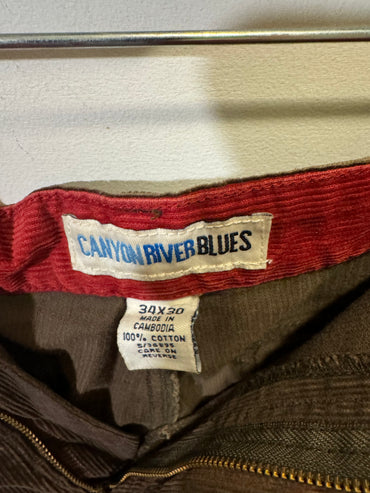 CANYON RIVER BLUES
34X30
MADE IN
CAMBODIA
100% COTTON
CARE ON
REVERSE